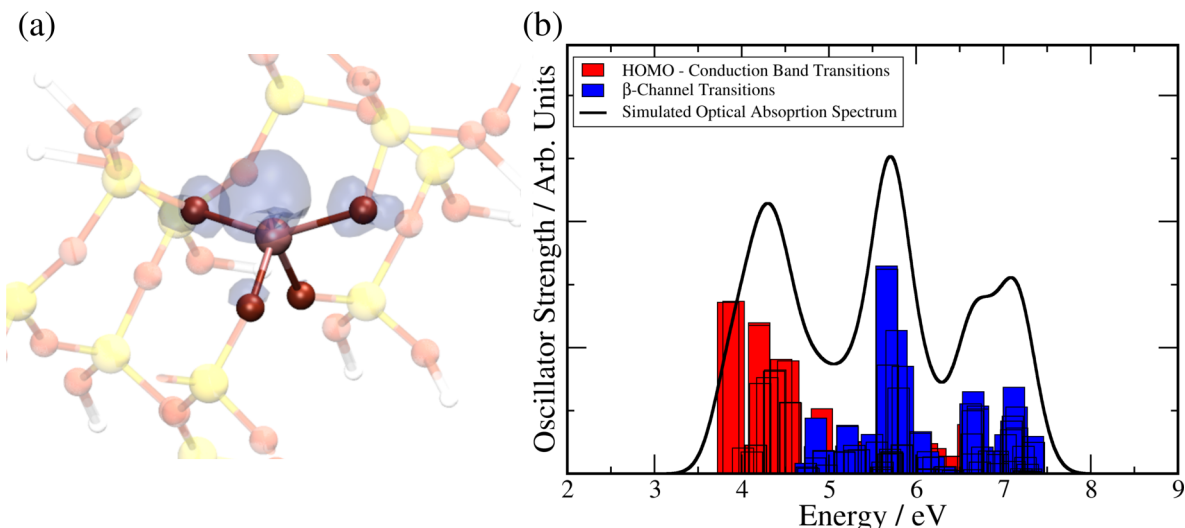 (a)
(b)
HOMO - Conduction Band Transitions
β-Channel Transitions
Simulated Optical Absoprtion Spectrum
Oscillator Strength / Arb. Units
2 3 4 5 6 7 8 9
Energy / eV